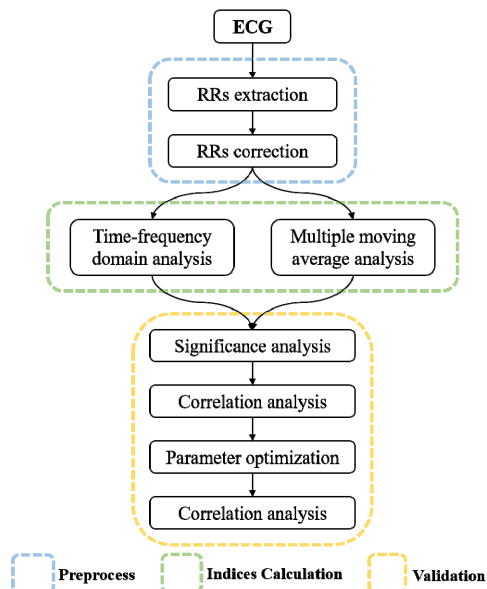 ECG
RRs extraction
RRs correction
Time-frequency
domain analysis
Multiple moving
average analysis
Significance analysis
Correlation analysis
Parameter optimization
Correlation analysis
Preprocess
Indices Calculation
Validation